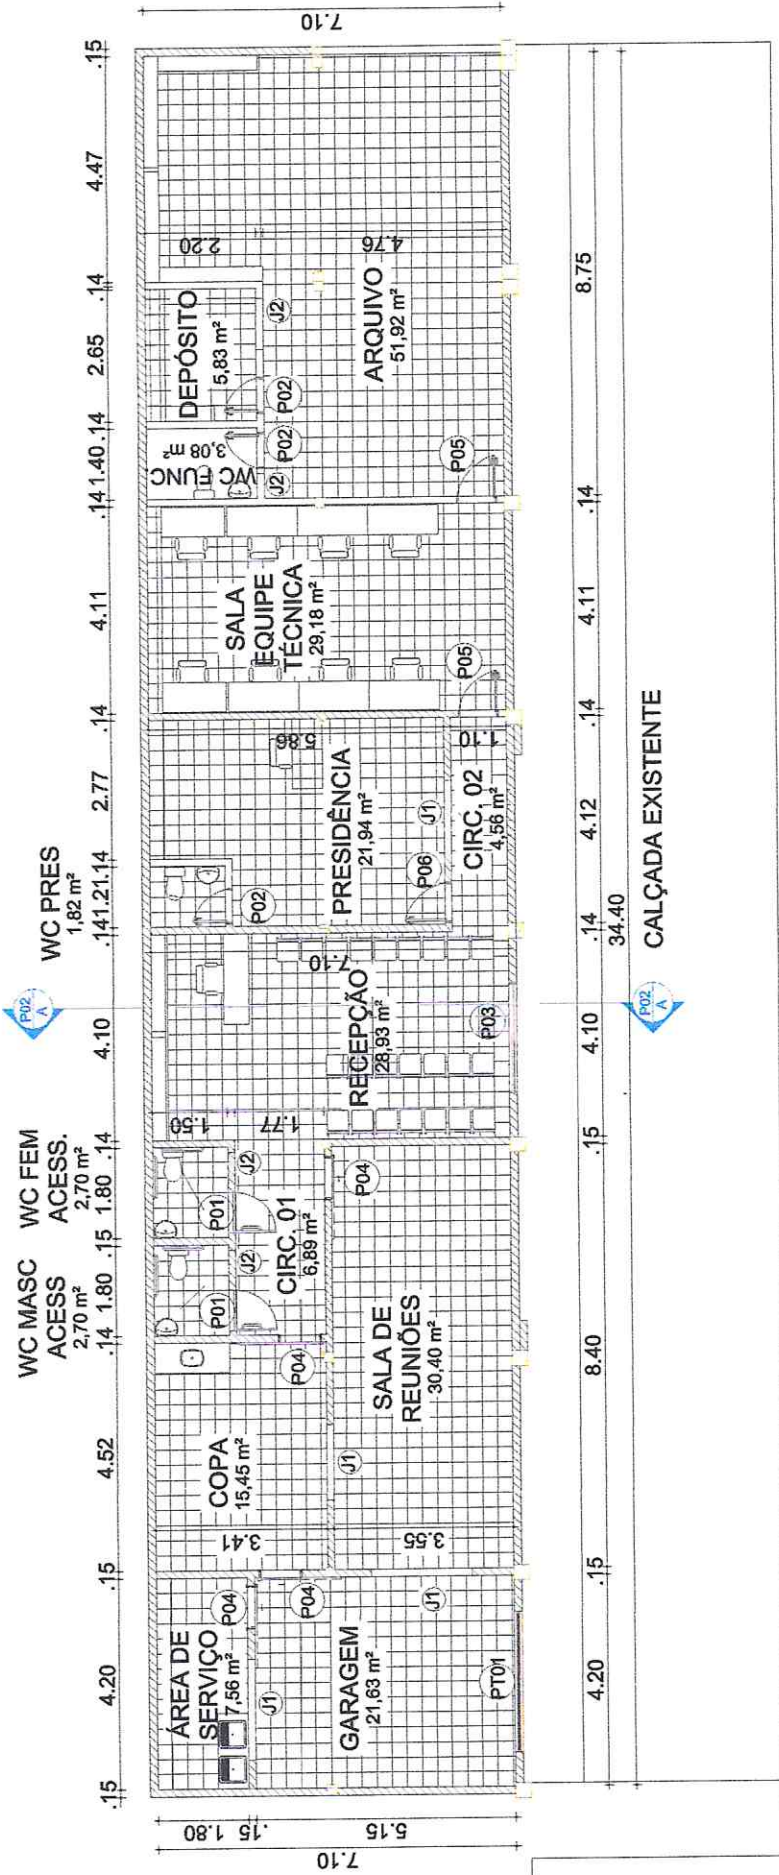 7.10
.15
4.47
.14
2.65
.14
1.40
.14
4.11
.14
2.77
.14
1.21
.14
4.10
.14
1.80
.15
1.80
.14
4.52
.15
4.20
.15
WC PRES
1,82 m²
P02
A
WC FEM
ACESS.
2,70 m²
WC MASC
ACESS
2,70 m²
2.20
4.76
DEPÓSITO
5,83 m²
J2
ARQUIVO
51,92 m²
P02
P02
WC FUNC
3,08 m²
J2
P05
SALA
EQUIPE
TÉCNICA
29,18 m²
P05
5.86
1.10
PRESIDÊNCIA
21,94 m²
J1
CIRC. 02
4,56 m²
P06
P02
7.10
RECEPÇÃO
28,93 m²
P03
1.50
1.77
J2
P01
P04
CIRC. 01
6,89 m²
J2
P01
P04
SALA DE
REUNIÕES
30,40 m²
J1
COPA
15,45 m²
3.41
3.55
P04
P04
J1
ÁREA DE
SERVIÇO
7,56 m²
J1
GARAGEM
21,63 m²
PT01
1.80
.15
5.15
7.10
8.75
.14
4.11
.14
4.12
.14
4.10
.15
8.40
.15
4.20
34.40
CALÇADA EXISTENTE
P02
A